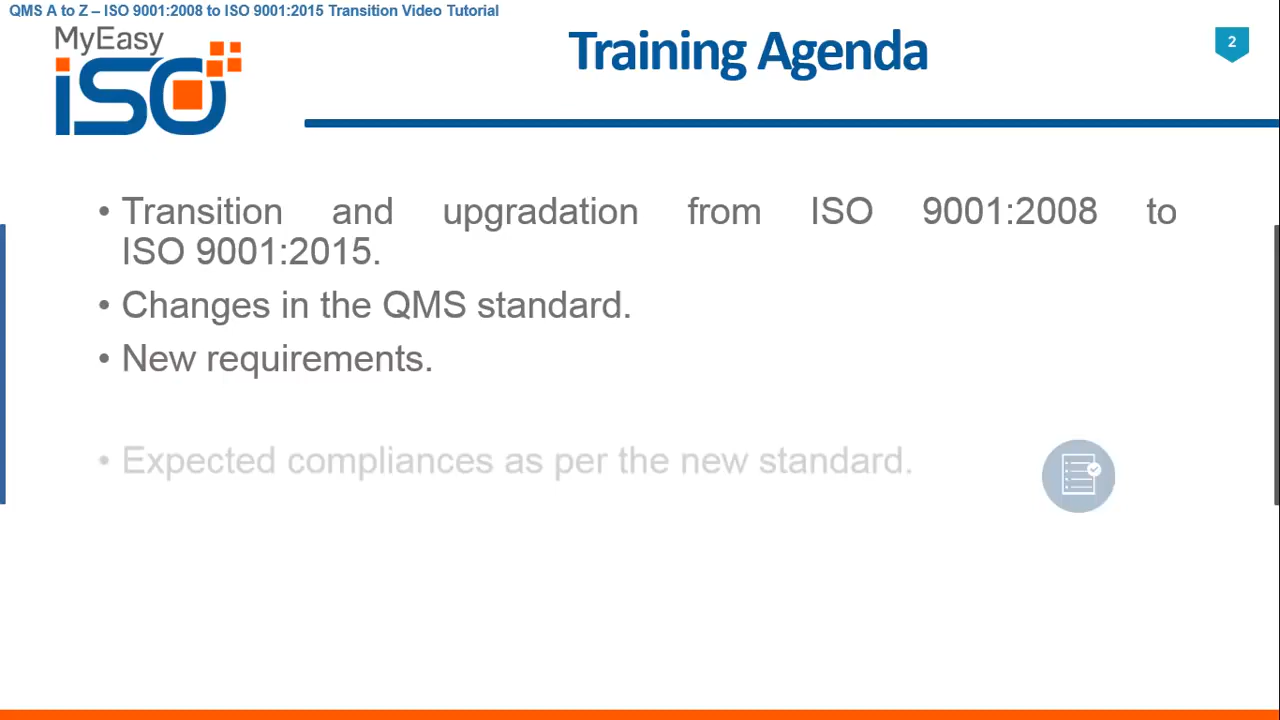 QMS A to Z – ISO 9001:2008 to ISO 9001:2015 Transition Video Tutorial
MyEasy
iSO
Training Agenda
2
• Transition and upgradation from ISO 9001:2008 to
ISO 9001:2015.
• Changes in the QMS standard.
• New requirements.
• Expected compliances as per the new standard.